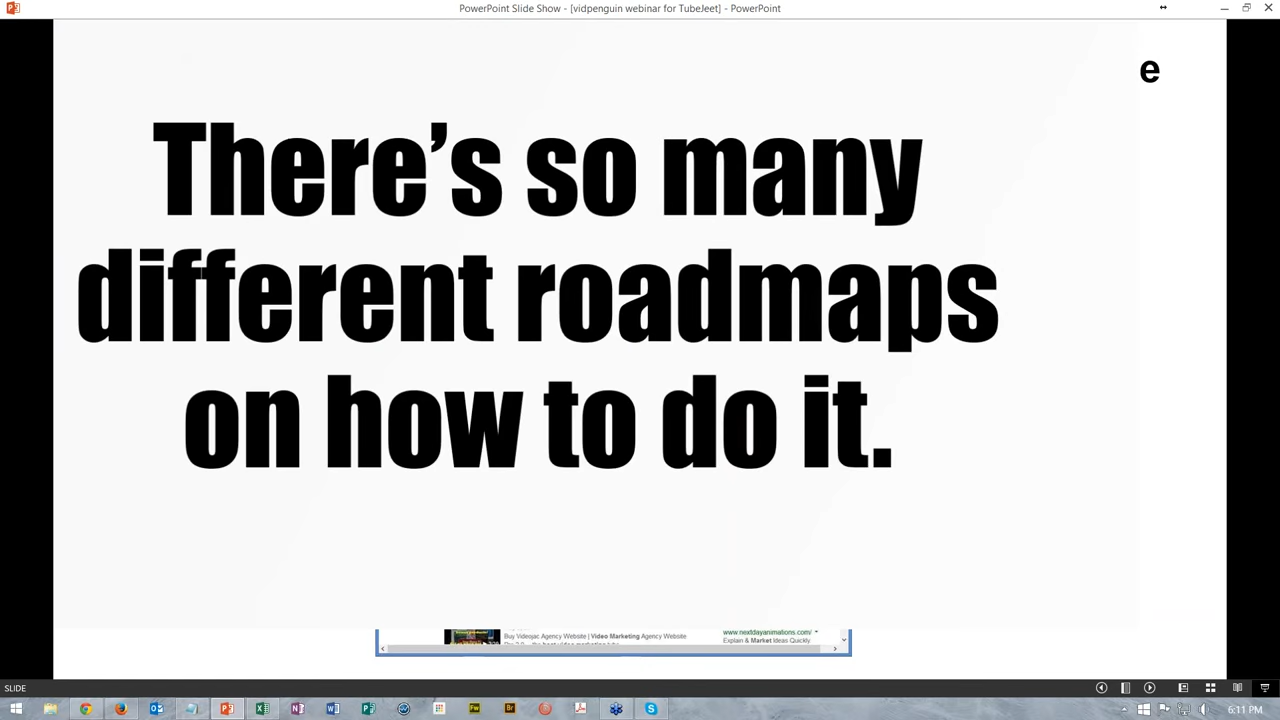 PowerPoint Slide Show - [vidpenguin webinar for TubeJeet] - PowerPoint
e
There’s so many
different roadmaps
on how to do it.
www.nextdayanimations.com/
Buy Videojac Agency Website | Video Marketing Agency Website
Explain & Market Ideas Quickly
SLIDE
6:11 PM